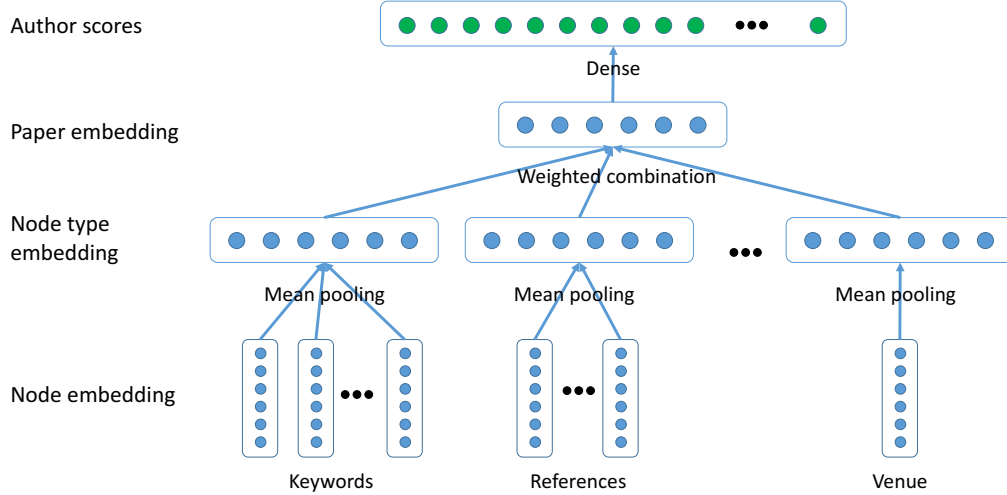 Author scores
Dense
Paper embedding
Weighted combination
Node type
embedding
Mean pooling
Mean pooling
Mean pooling
Node embedding
Keywords
References
Venue